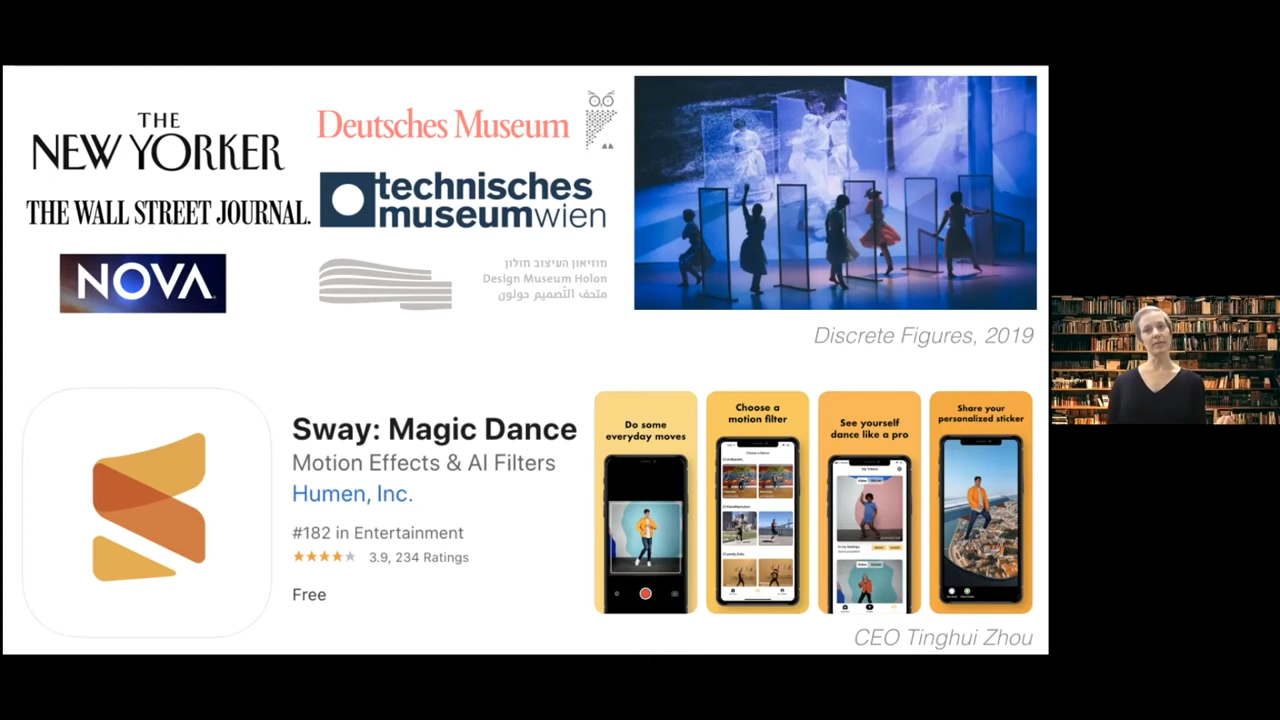 THE
NEW YORKER
THE WALL STREET JOURNAL.
NOVA
Deutsches Museum
technisches
museumwien
מוזיאון העיצוב חולון
Design Museum Holon
متحف التّصميم حولون
Discrete Figures, 2019
Sway: Magic Dance
Motion Effects & AI Filters
Humen, Inc.
#182 in Entertainment
3.9, 234 Ratings
Free
Do some
everyday moves
Choose a
motion filter
See yourself
dance like a pro
Share your
personalized sticker
CEO Tinghui Zhou